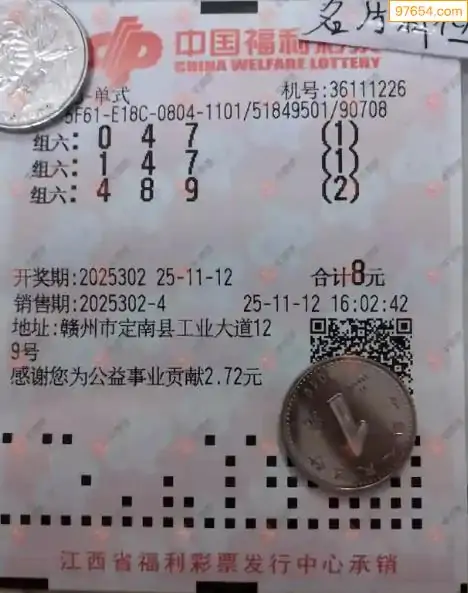 97654.com
名片
中国福利彩票
CHINA WELFARE LOTTERY
单式
机号:36111226
5F61-E18C-0804-1101/51849501/90708
组六: 0 4 7 (1)
组六: 1 4 7 (1)
组六: 4 8 9 (2)
开奖期:2025302 25-11-12 合计8元
销售期:2025302-4 25-11-12 16:02:42
地址:赣州市定南县工业大道12
9号
感谢您为公益事业贡献2.72元
江西省福利彩票发行中心承销